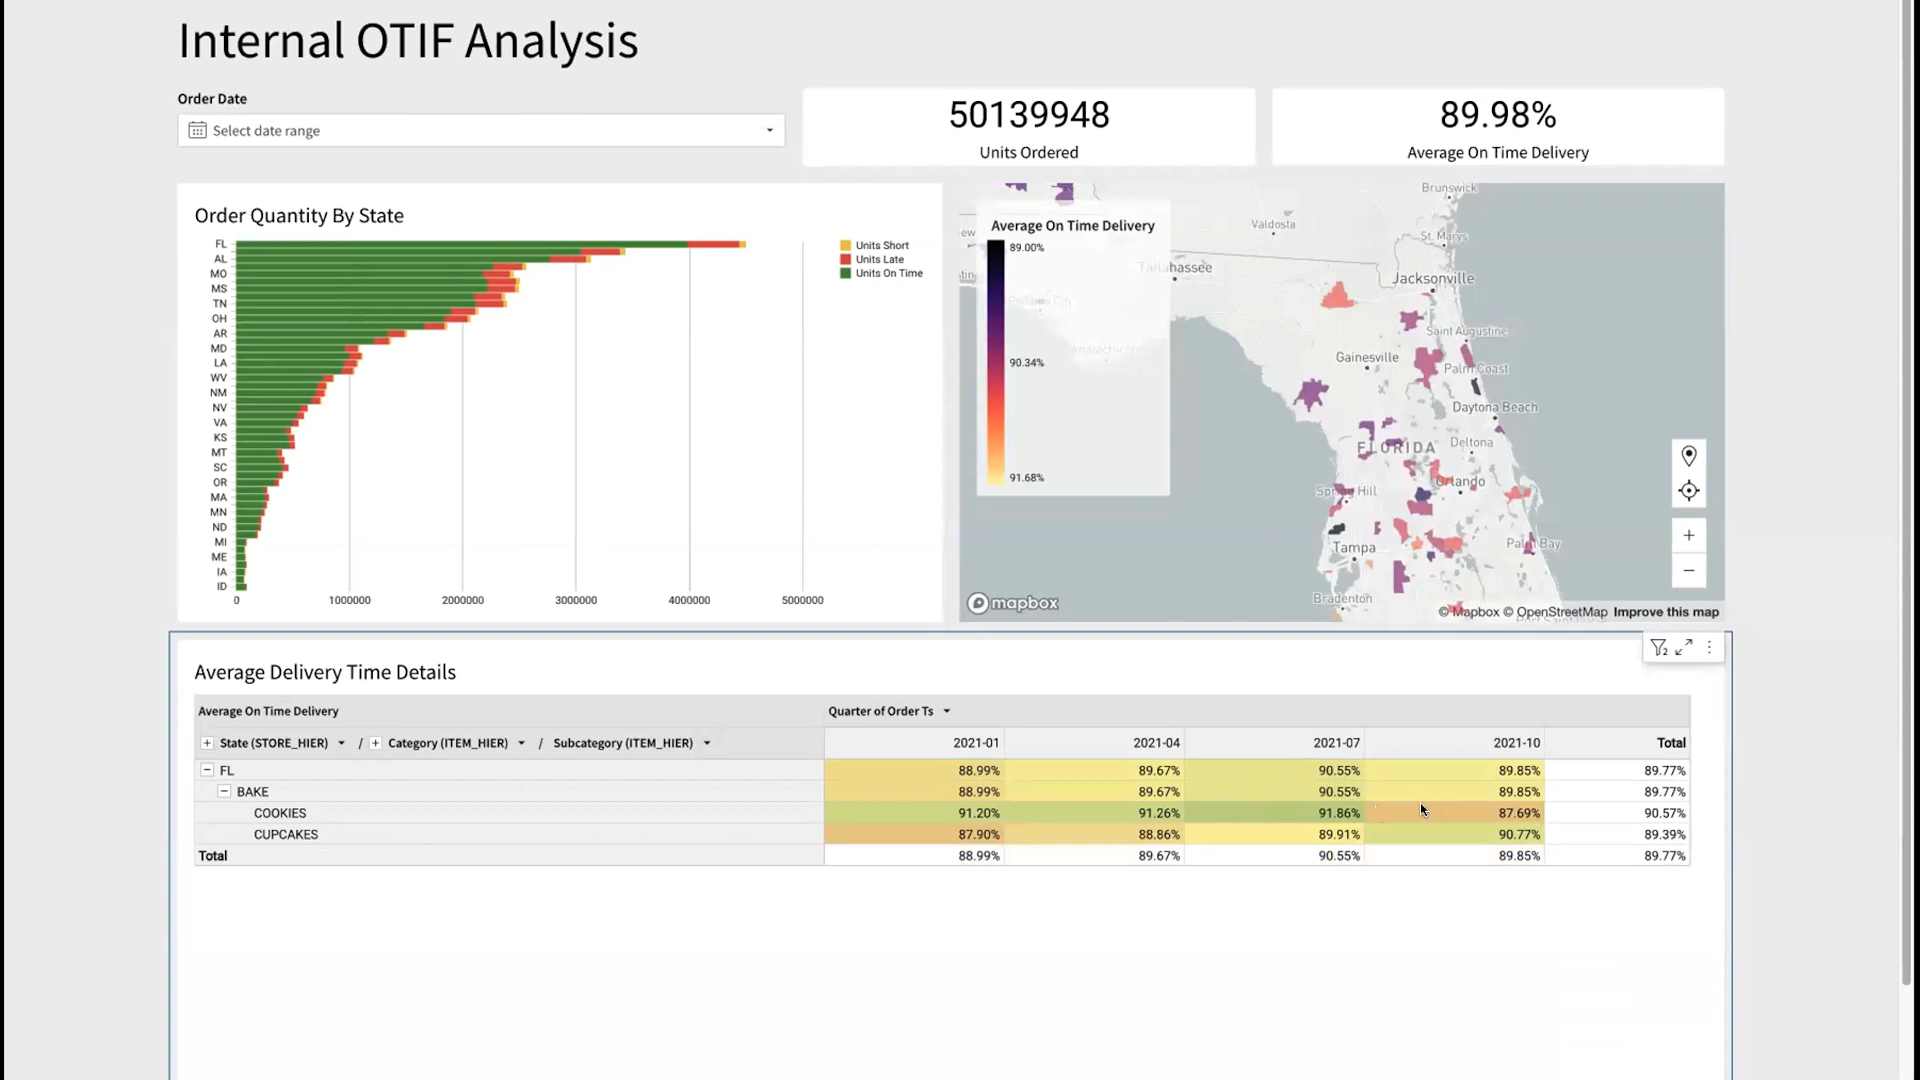 Internal OTIF Analysis
Order Date
Select date range
50139948
Units Ordered
89.98%
Average On Time Delivery
Order Quantity By State
FL
AL
MO
MS
TN
OH
AR
MD
LA
WV
NM
NV
VA
KS
MT
SC
OR
MA
MN
ND
MI
ME
IA
ID
0 1000000 2000000 3000000 4000000 5000000
Units Short
Units Late
Units On Time
Average On Time Delivery
89.00%
90.34%
91.68%
Brunswick
Valdosta
St. Marys
Tallahassee
Jacksonville
Saint Augustine
Gainesville
Palm Coast
Daytona Beach
FLORIDA
Deltona
Spring Hill
Orlando
Tampa
Palm Bay
Bradenton
mapbox
© Mapbox © OpenStreetMap Improve this map
2
Average Delivery Time Details
Average On Time Delivery Quarter of Order Ts
State (STORE_HIER) / Category (ITEM_HIER) / Subcategory (ITEM_HIER) 2021-01 2021-04 2021-07 2021-10 Total
FL 88.99% 89.67% 90.55% 89.85% 89.77%
BAKE 88.99% 89.67% 90.55% 89.85% 89.77%
COOKIES 91.20% 91.26% 91.86% 87.69% 90.57%
CUPCAKES 87.90% 88.86% 89.91% 90.77% 89.39%
Total 88.99% 89.67% 90.55% 89.85% 89.77%